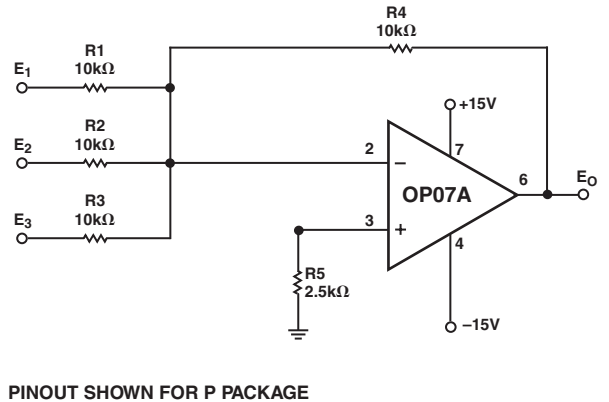 R4
10kΩ
R1
10kΩ
E1
+15V
R2
10kΩ
E2
2
7
−
OP07A
6
EO
R3
10kΩ
E3
3
+
4
R5
2.5kΩ
−15V
PINOUT SHOWN FOR P PACKAGE